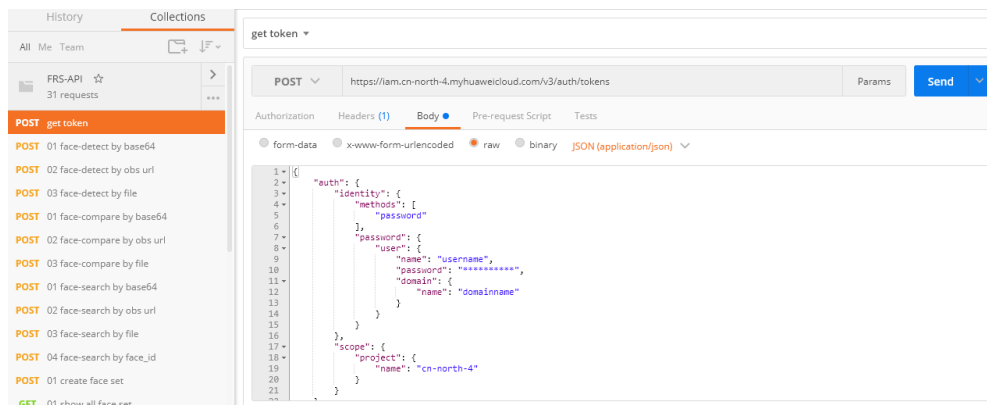 History Collections
All Me Team
FRS-API
31 requests
POST get token
POST 01 face-detect by base64
POST 02 face-detect by obs url
POST 03 face-detect by file
POST 01 face-compare by base64
POST 02 face-compare by obs url
POST 03 face-compare by file
POST 01 face-search by base64
POST 02 face-search by obs url
POST 03 face-search by file
POST 04 face-search by face_id
POST 01 create face set
GET 01 show all face set
get token
POST https://iam.cn-north-4.myhuaweicloud.com/v3/auth/tokens Params Send
Authorization Headers (1) Body Pre-request Script Tests
form-data x-www-form-urlencoded raw binary JSON (application/json)
1 {
2 "auth": {
3 "identity": {
4 "methods": [
5 "password"
6 ],
7 "password": {
8 "user": {
9 "name": "username",
10 "password": "**********",
11 "domain": {
12 "name": "domainname"
13 }
14 }
15 }
16 },
17 "scope": {
18 "project": {
19 "name": "cn-north-4"
20 }
21 }